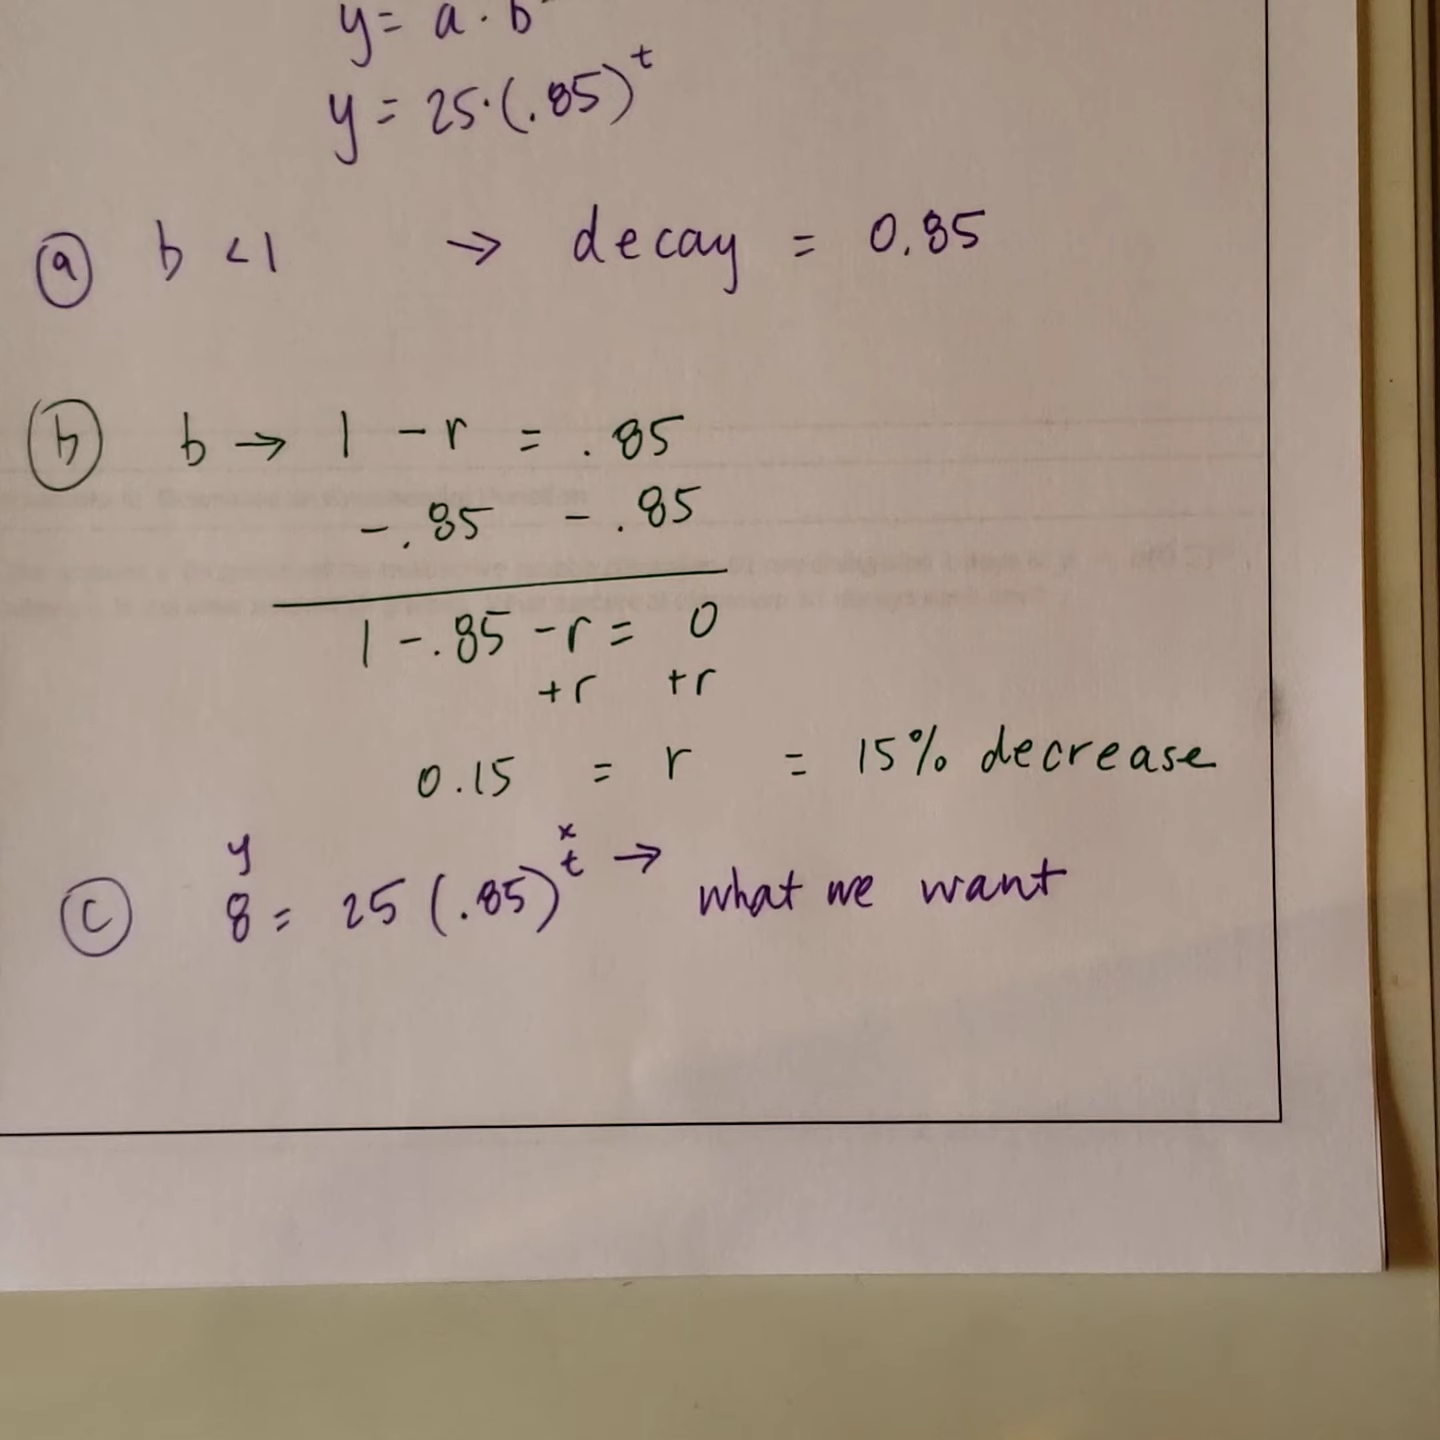 y = a · b
y = 25·(.85)^t
(a) b < 1 → decay = 0.85
(b) b → 1 - r = .85
- .85 - .85
1 - .85 - r = 0
+r +r
0.15 = r = 15% decrease
y x
(c) 8 = 25 (.85)^t → what we want